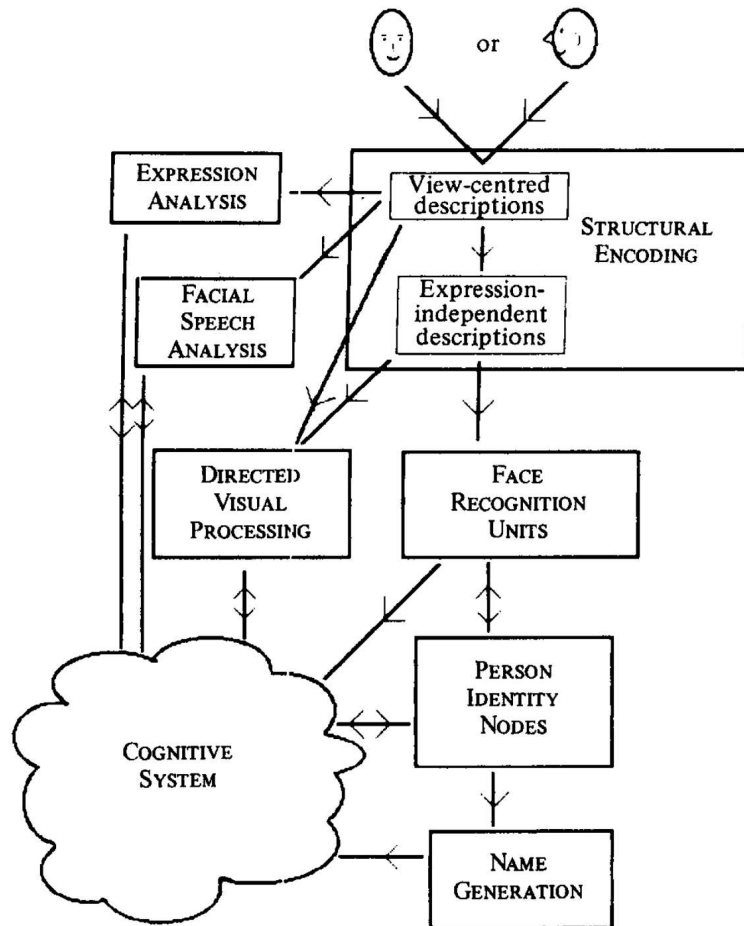 or
View-centred
descriptions
EXPRESSION
ANALYSIS
STRUCTURAL
ENCODING
FACIAL
SPEECH
ANALYSIS
Expression-
independent
descriptions
DIRECTED
VISUAL
PROCESSING
FACE
RECOGNITION
UNITS
PERSON
IDENTITY
NODES
COGNITIVE
SYSTEM
NAME
GENERATION